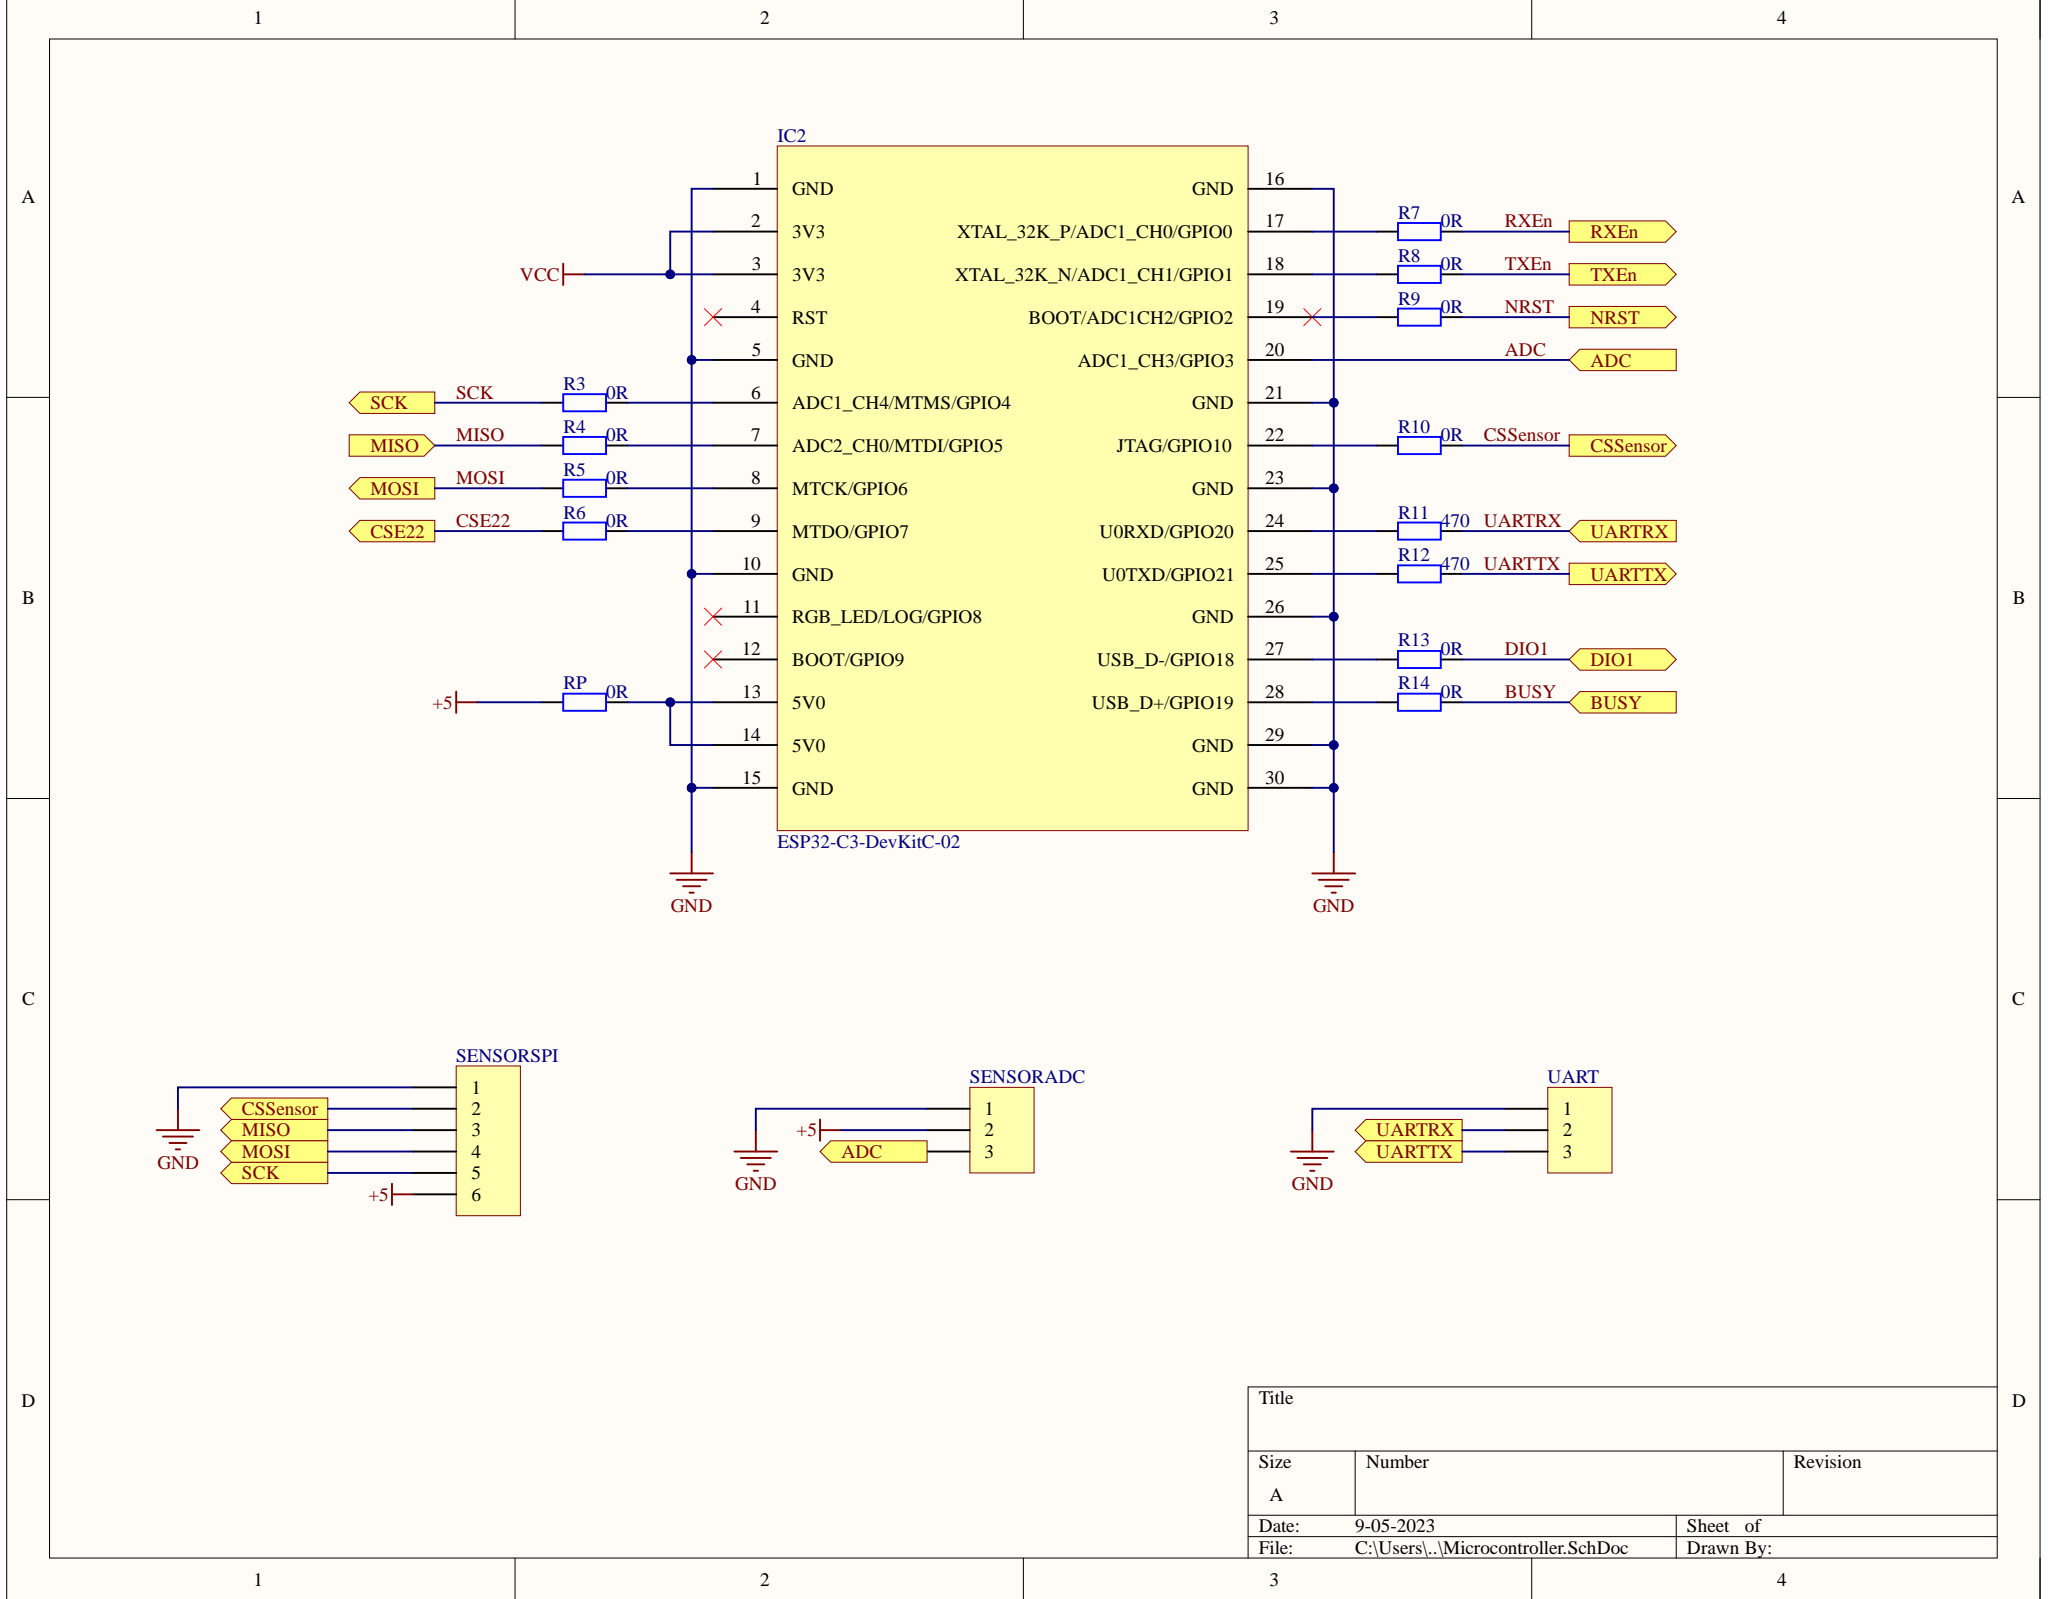 1 2 3 4
A A
B B
C C
D D
IC2
1 GND GND 16
2 3V3 XTAL_32K_P/ADC1_CH0/GPIO0 17 R7 0R RXEn RXEn
VCC 3 3V3 XTAL_32K_N/ADC1_CH1/GPIO1 18 R8 0R TXEn TXEn
4 RST BOOT/ADC1CH2/GPIO2 19 R9 0R NRST NRST
5 GND ADC1_CH3/GPIO3 20 ADC ADC
SCK SCK R3 0R 6 ADC1_CH4/MTMS/GPIO4 GND 21
MISO MISO R4 0R 7 ADC2_CH0/MTDI/GPIO5 JTAG/GPIO10 22 R10 0R CSSensor CSSensor
MOSI MOSI R5 0R 8 MTCK/GPIO6 GND 23
CSE22 CSE22 R6 0R 9 MTDO/GPIO7 U0RXD/GPIO20 24 R11 470 UARTRX UARTRX
10 GND U0TXD/GPIO21 25 R12 470 UARTTX UARTTX
11 RGB_LED/LOG/GPIO8 GND 26
12 BOOT/GPIO9 USB_D-/GPIO18 27 R13 0R DIO1 DIO1
+5 RP 0R 13 5V0 USB_D+/GPIO19 28 R14 0R BUSY BUSY
14 5V0 GND 29
15 GND GND 30
ESP32-C3-DevKitC-02
GND GND
SENSORSPI
1
CSSensor 2
MISO 3
MOSI 4
SCK 5
+5 6
GND
SENSORADC
1
+5 2
ADC 3
GND
UART
1
UARTRX 2
UARTTX 3
GND
Title
Size Number Revision
A
Date: 9-05-2023 Sheet of
File: C:\Users\..\Microcontroller.SchDoc Drawn By:
1 2 3 4